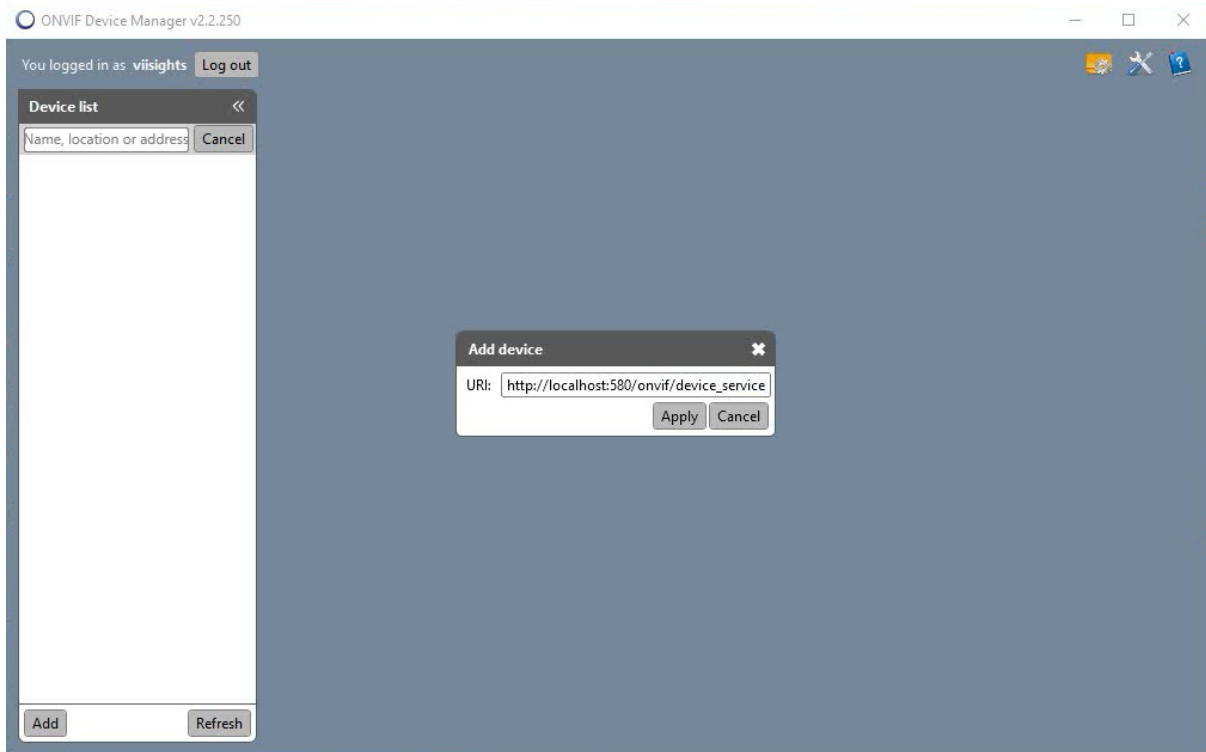 ONVIF Device Manager v2.2.250
You logged in as viisights Log out
Device list
Name, location or address Cancel
Add device
URI: http://localhost:580/onvif/device_service
Apply Cancel
Add Refresh